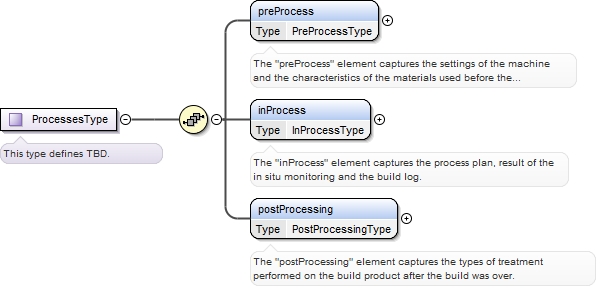 preProcess
Type PreProcessType
The "preProcess" element captures the settings of the machine
and the characteristics of the materials used before the...
ProcessesType
This type defines TBD.
inProcess
Type InProcessType
The "inProcess" element captures the process plan, result of the
in situ monitoring and the build log.
postProcessing
Type PostProcessingType
The "postProcessing" element captures the types of treatment
performed on the build product after the build was over.